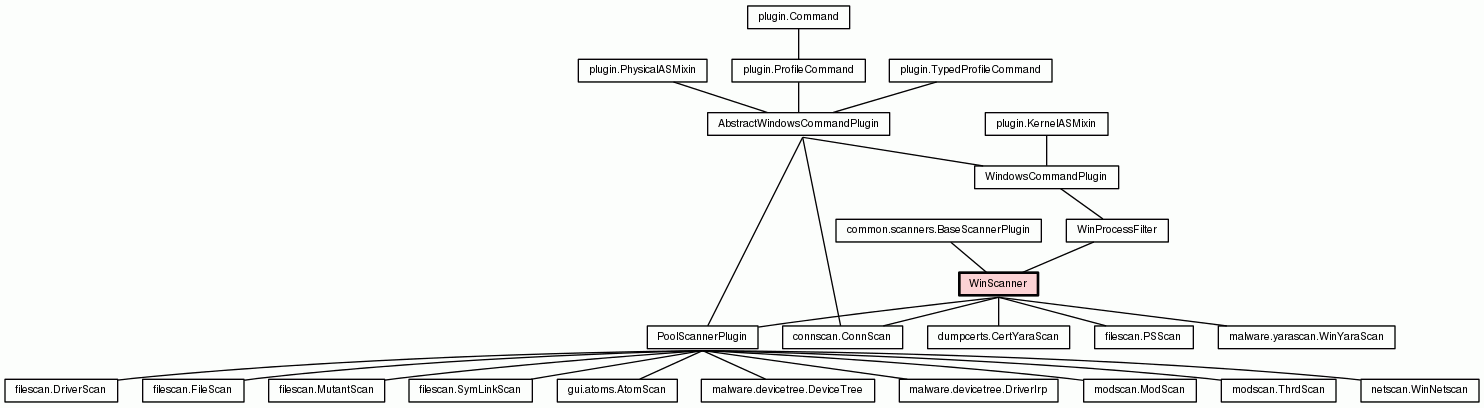 plugin.Command
plugin.PhysicalASMixin
plugin.ProfileCommand
plugin.TypedProfileCommand
AbstractWindowsCommandPlugin
plugin.KernelASMixin
WindowsCommandPlugin
common.scanners.BaseScannerPlugin
WinProcessFilter
WinScanner
PoolScannerPlugin
connscan.ConnScan
dumpcerts.CertYaraScan
filescan.PSScan
malware.yarascan.WinYaraScan
filescan.DriverScan
filescan.FileScan
filescan.MutantScan
filescan.SymLinkScan
gui.atoms.AtomScan
malware.devicetree.DeviceTree
malware.devicetree.DriverIrp
modscan.ModScan
modscan.ThrdScan
netscan.WinNetscan